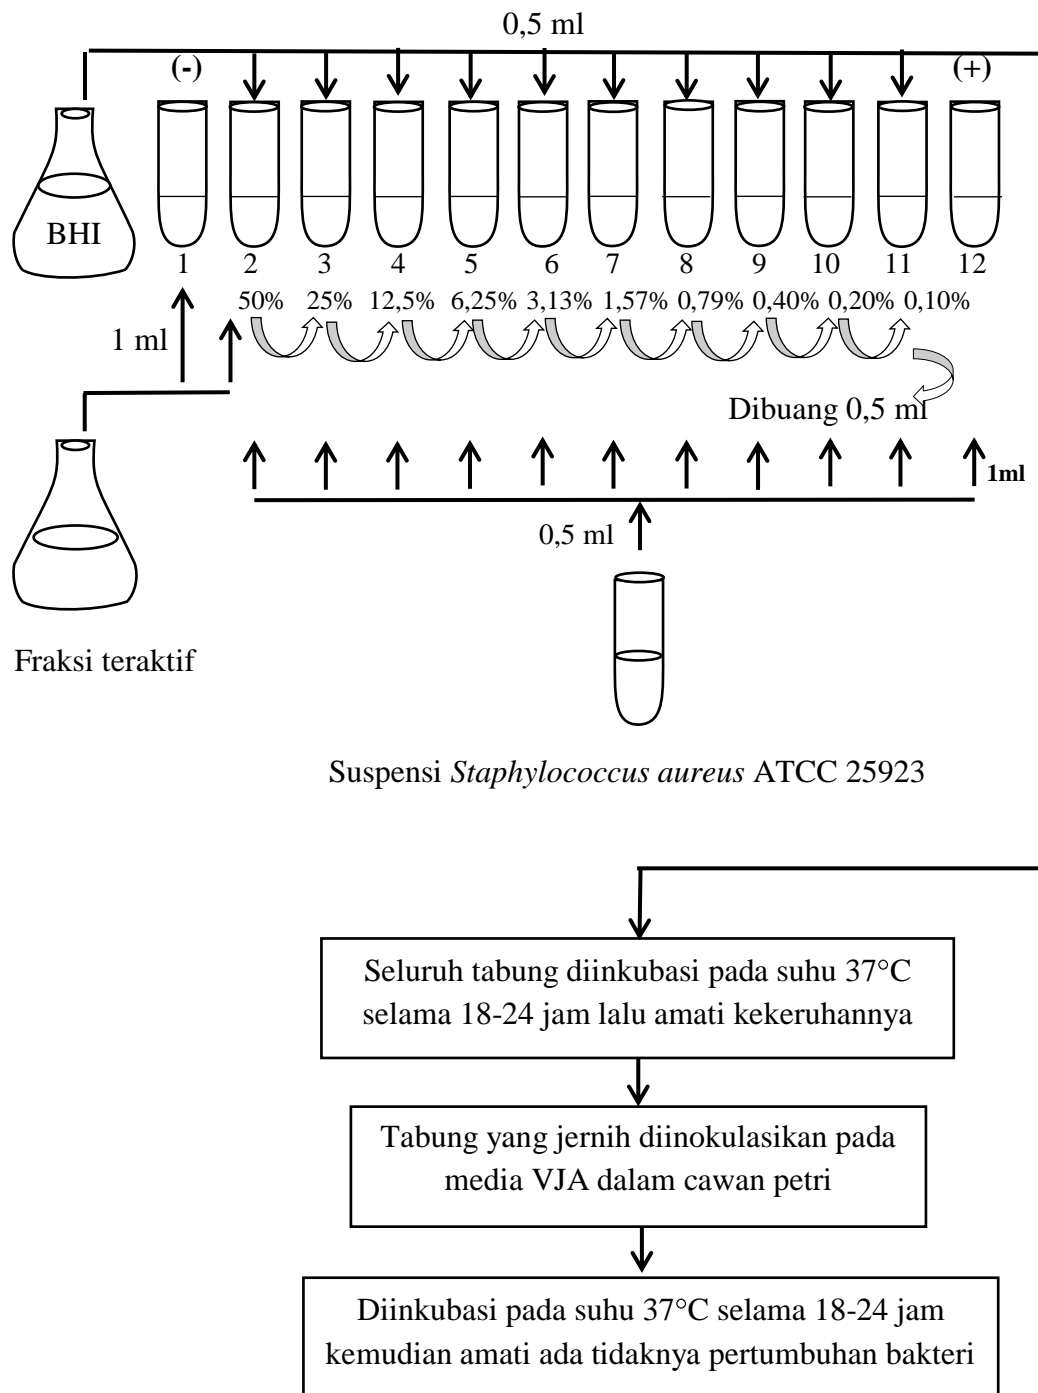 0,5 ml
(-) (+)
BHI
1 2 3 4 5 6 7 8 9 10 11 12
50% 25% 12,5% 6,25% 3,13% 1,57% 0,79% 0,40% 0,20% 0,10%
1 ml
Dibuang 0,5 ml
1ml
0,5 ml
Fraksi teraktif
Suspensi Staphylococcus aureus ATCC 25923
Seluruh tabung diinkubasi pada suhu 37°C
selama 18-24 jam lalu amati kekeruhannya
Tabung yang jernih diinokulasikan pada
media VJA dalam cawan petri
Diinkubasi pada suhu 37°C selama 18-24 jam
kemudian amati ada tidaknya pertumbuhan bakteri